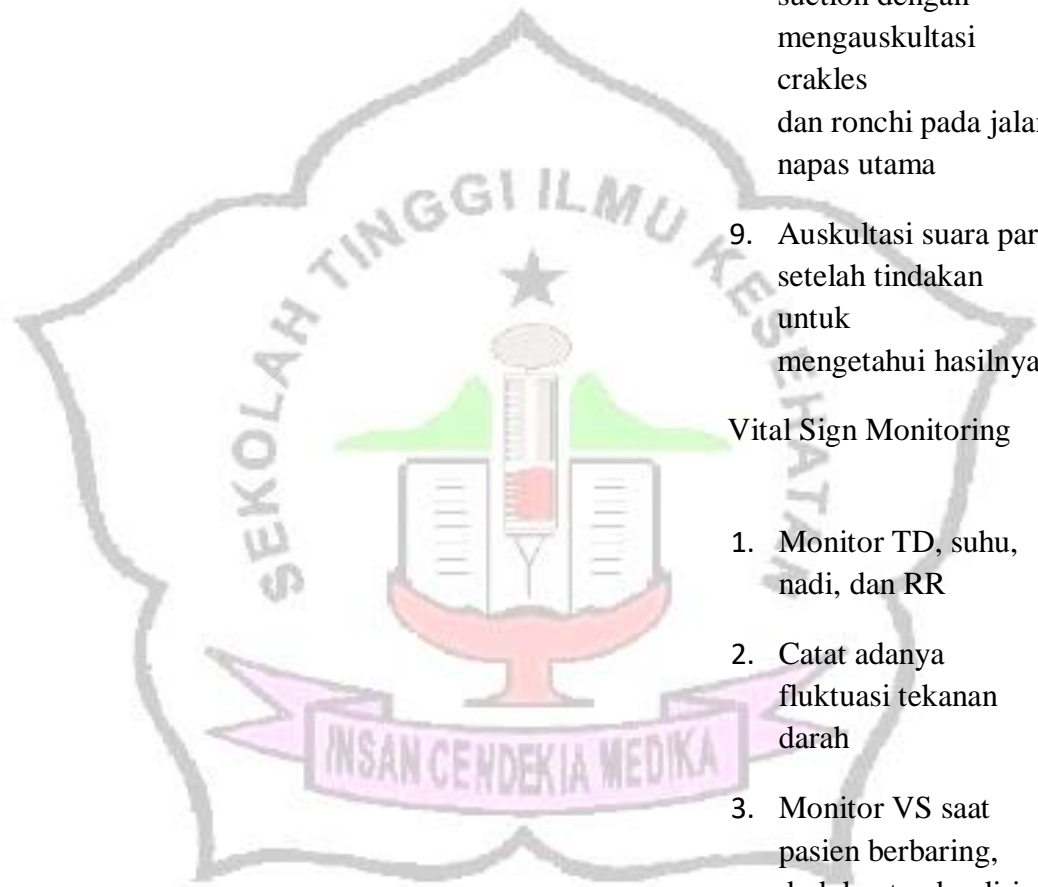 suction dengan
mengauskultasi
crakles
dan ronchi pada
napas utama
SEKOLAH TINGGI ILMU KESEHATAN
9. Auskultasi suara
setelah tindakan
untuk
mengetahui hasilnya
Vital Sign Monitoring
1. Monitor TD, suhu,
nadi, dan RR
2. Catat adanya
fluktuasi tekanan
darah
INSAN CENDEKIA MEDIKA
3. Monitor VS saat
pasien berbaring,